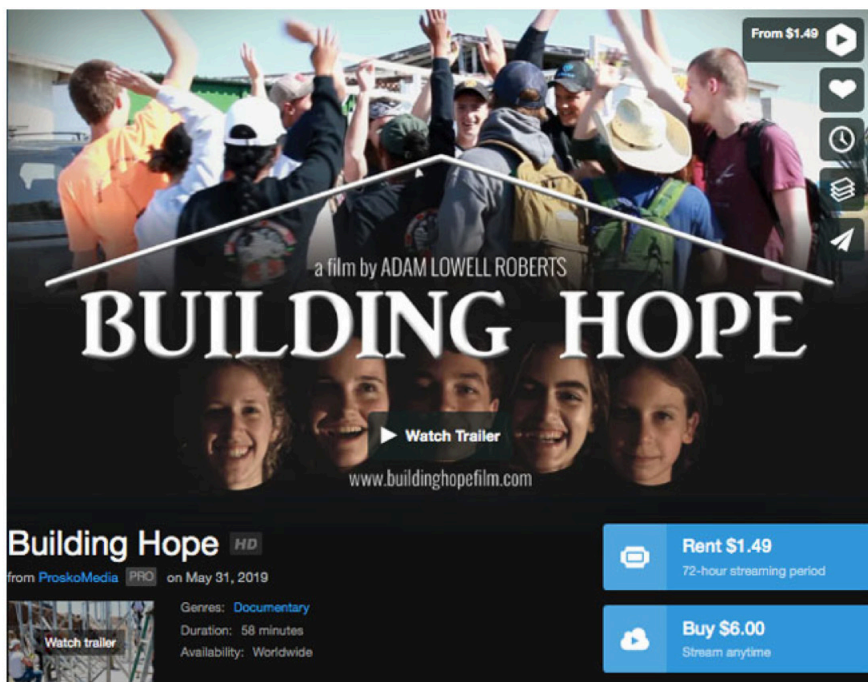 From $1.49
a film by ADAM LOWELL ROBERTS
BUILDING HOPE
Watch Trailer
www.buildinghopefilm.com
Building Hope HD
from ProskoMedia PRO on May 31, 2019
Watch trailer
Genres: Documentary
Duration: 58 minutes
Availability: Worldwide
Rent $1.49
72-hour streaming period
Buy $6.00
Stream anytime